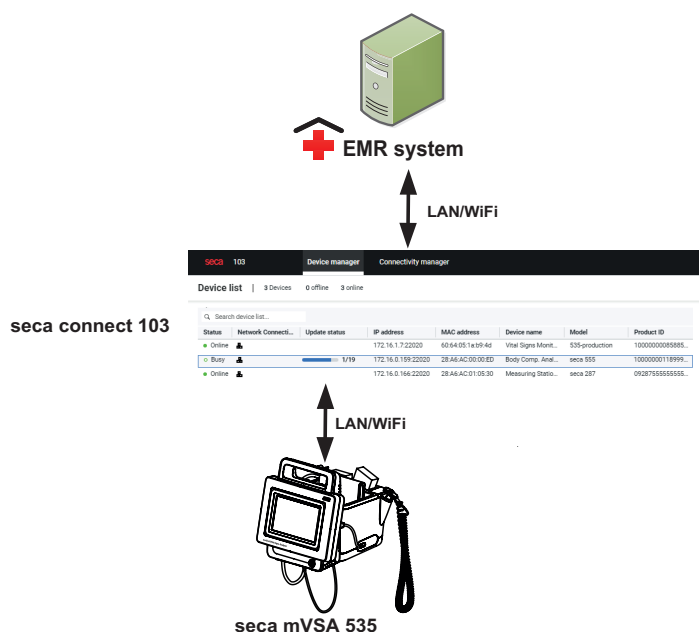 EMR system
LAN/WiFi
seca 103 Device manager Connectivity manager
Device list | 3 Devices 0 offline 3 online
Search device list...
seca connect 103
Status Network Connecti... Update status IP address MAC address Device name Model Product ID
Online 172.16.1.7:22020 60:64:05:1a:b9:4d Vital Signs Monit... 535-production 10000000085885...
Busy 1/19 172.16.0.159:22020 28:A6:AC:00:00:ED Body Comp. Anal... seca 555 10000000118999...
Online 172.16.0.166:22020 28:A6:AC:01:05:30 Measuring Statio... seca 287 09287555555555...
LAN/WiFi
seca mVSA 535